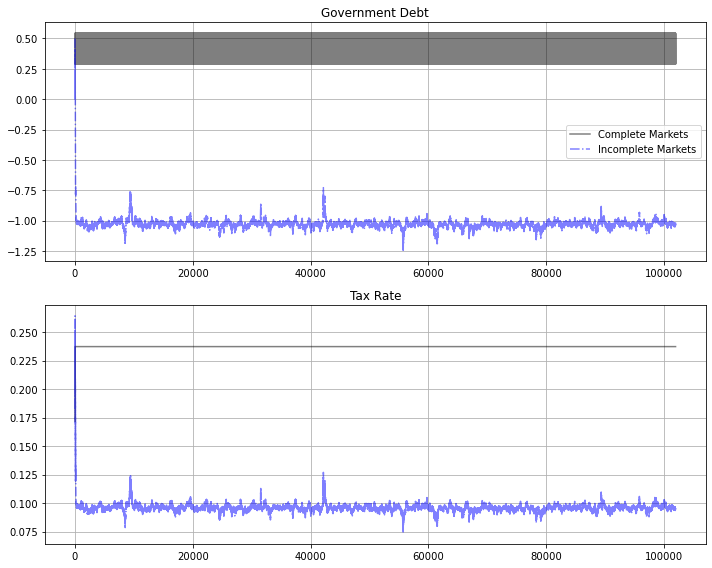 Government Debt
0.50
0.25
0.00
−0.25
−0.50
−0.75
−1.00
−1.25
Complete Markets
Incomplete Markets
0 20000 40000 60000 80000 100000
Tax Rate
0.250
0.225
0.200
0.175
0.150
0.125
0.100
0.075
0 20000 40000 60000 80000 100000